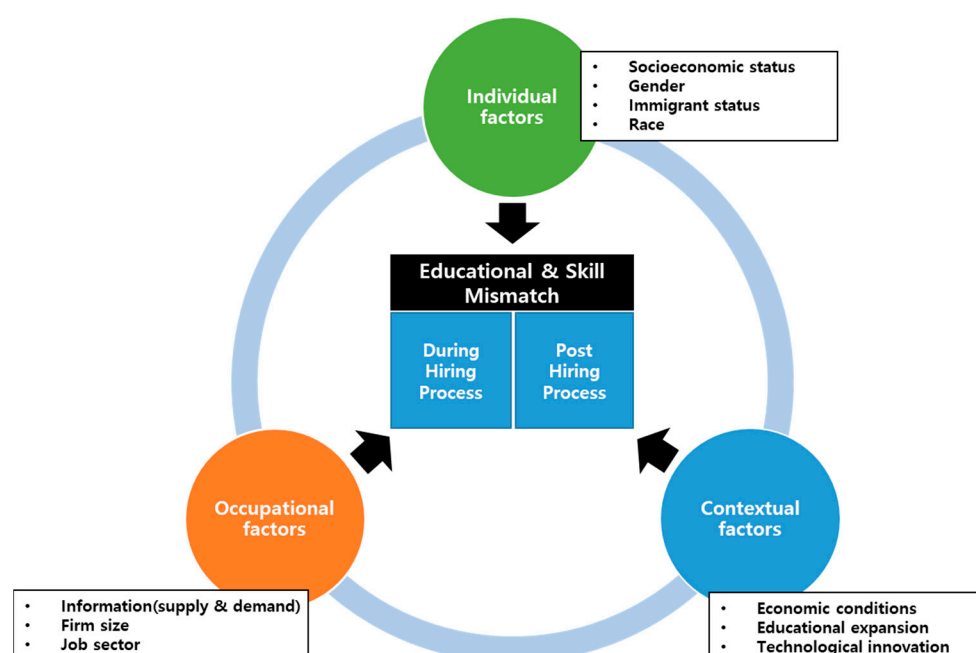 Individual
factors
• Socioeconomic status
• Gender
• Immigrant status
• Race
Educational & Skill
Mismatch
During
Hiring
Process
Post
Hiring
Process
Occupational
factors
Contextual
factors
• Information(supply & demand)
• Firm size
• Job sector
• Economic conditions
• Educational expansion
• Technological innovation